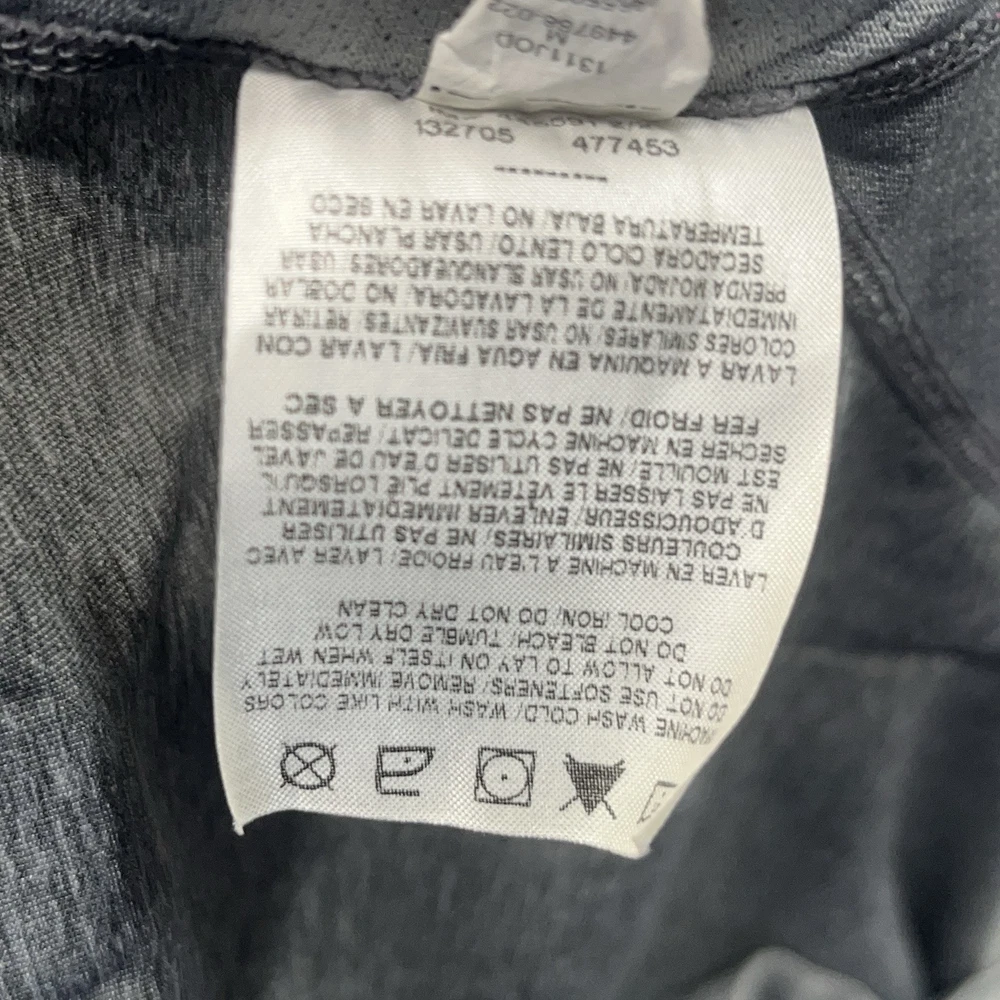 MACHINE WASH COLD/ WASH WITH LIKE COLORS
DO NOT USE SOFTENERS/ REMOVE IMMEDIATELY
DO NOT ALLOW TO LAY ON ITSELF WHEN WET
DO NOT BLEACH/ TUMBLE DRY LOW
COOL IRON/ DO NOT DRY CLEAN
LAVER EN MACHINE A L'EAU FROIDE/ LAVER AVEC
COULEURS SIMILAIRES/ NE PAS UTILISER
D'ADOUCISSEUR/ ENLEVER IMMEDIATEMENT
NE PAS LAISSER LE VÊTEMENT PLIÉ LORSQU'IL
EST MOUILLÉ/ NE PAS UTILISER D'EAU DE JAVEL
SECHER EN MACHINE CYCLE DELICAT/ REPASSER
FER FROID/ NE PAS NETTOYER A SEC
LAVAR A MAQUINA EN AGUA FRIA/ LAVAR CON
COLORES SIMILARES/ NO USAR SUAVIZANTES/ RETIRAR
INMEDIATAMENTE DE LA LAVADORA/ NO DOBLAR
PRENDA MOJADA/ NO USAR BLANQUEADORES/ USAR
SECADORA CICLO LENTO/ USAR PLANCHA
TEMPERATURA BAJA/ NO LAVAR EN SECO
132705 477453
1311JOD
M
449786-022